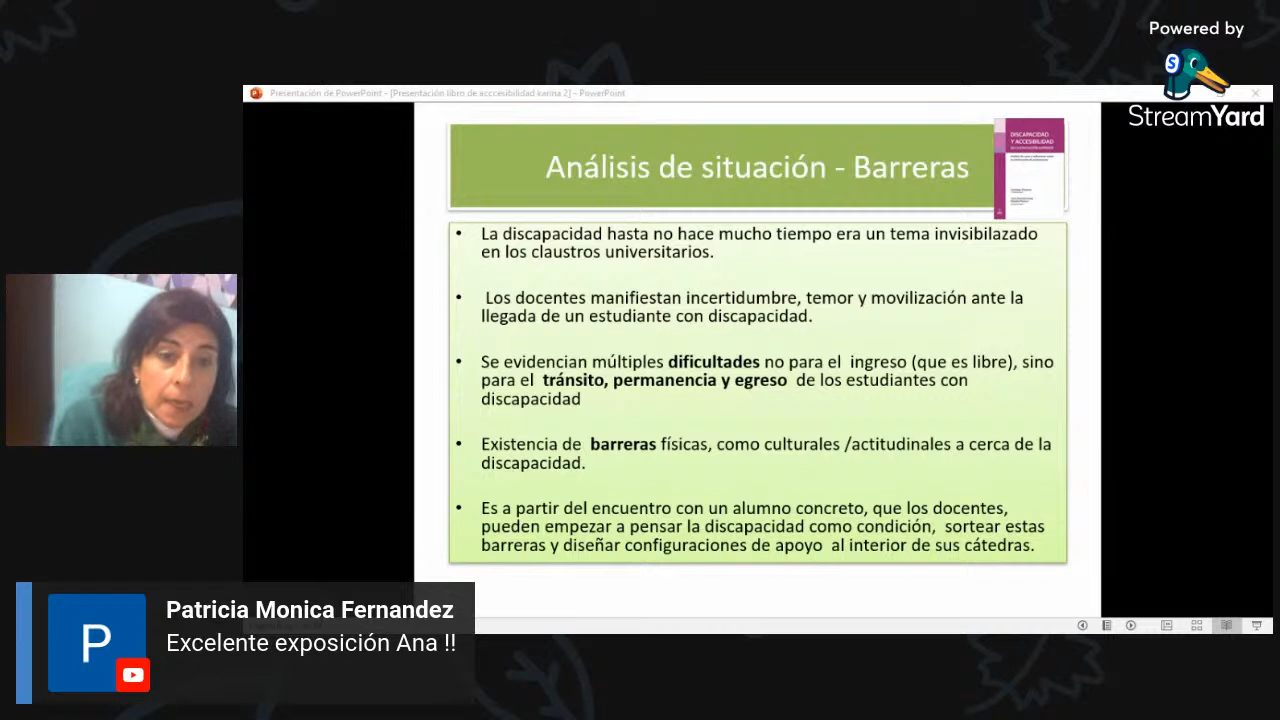 Powered by
StreamYard
Presentación de PowerPoint - [Presentación libro de acccesibilidad karina 2] - PowerPoint
Análisis de situación - Barreras
DISCAPACIDAD
Y ACCESIBILIDAD
• La discapacidad hasta no hace mucho tiempo era un tema invisibilazado
en los claustros universitarios.
• Los docentes manifiestan incertidumbre, temor y movilización ante la
llegada de un estudiante con discapacidad.
• Se evidencian múltiples dificultades no para el ingreso (que es libre), sino
para el tránsito, permanencia y egreso de los estudiantes con
discapacidad
• Existencia de barreras físicas, como culturales /actitudinales a cerca de la
discapacidad.
• Es a partir del encuentro con un alumno concreto, que los docentes,
pueden empezar a pensar la discapacidad como condición, sortear estas
barreras y diseñar configuraciones de apoyo al interior de sus cátedras.
P
Patricia Monica Fernandez
Excelente exposición Ana !!